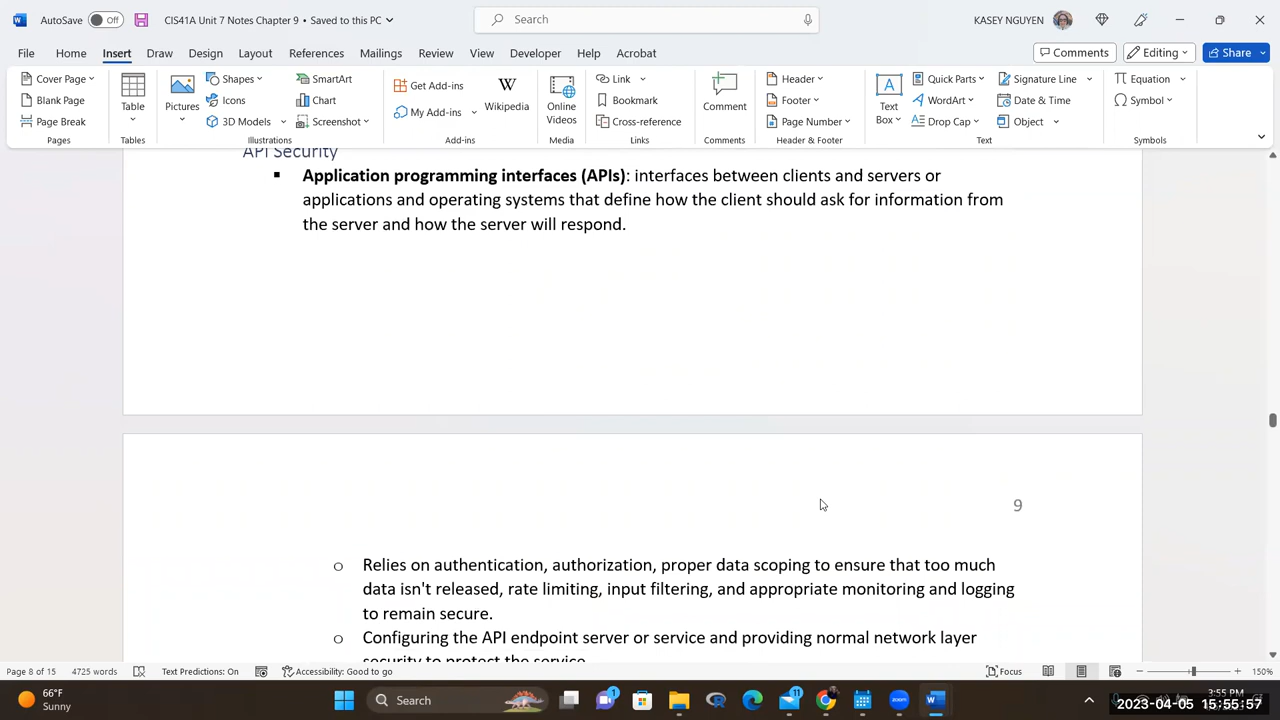 AutoSave Off CIS41A Unit 7 Notes Chapter 9 • Saved to this PC Search KASEY NGUYEN
File Home Insert Draw Design Layout References Mailings Review View Developer Help Acrobat Comments Editing Share
Cover Page
Blank Page
Page Break
Pages
Table
Tables
Pictures
Shapes
Icons
3D Models
SmartArt
Chart
Screenshot
Illustrations
Get Add-ins
My Add-ins
Wikipedia
Add-ins
Online
Videos
Media
Link
Bookmark
Cross-reference
Links
Comment
Comments
Header
Footer
Page Number
Header & Footer
Text
Box
Quick Parts
WordArt
Drop Cap
Signature Line
Date & Time
Object
Text
Equation
Symbol
Symbols
API Security
▪ Application programming interfaces (APIs): interfaces between clients and servers or
applications and operating systems that define how the client should ask for information from
the server and how the server will respond.
9
o Relies on authentication, authorization, proper data scoping to ensure that too much
data isn't released, rate limiting, input filtering, and appropriate monitoring and logging
to remain secure.
o Configuring the API endpoint server or service and providing normal network layer
security to protect the service.
Page 8 of 15 4725 words Text Predictions: On Accessibility: Good to go Focus 150%
66°F
Sunny
Search
1
11
zoom
3:55 PM
2023-04-05 15:55:57